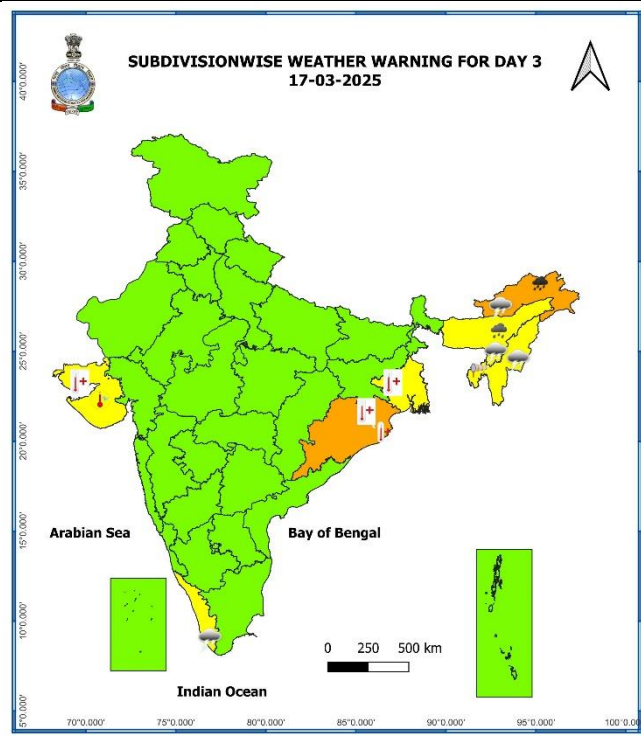 SUBDIVISIONWISE WEATHER WARNING FOR DAY 3
17-03-2025
40°0.000'
35°0.000'
30°0.000'
25°0.000'
20°0.000'
15°0.000'
10°0.000'
5°0.000'
Arabian Sea
Bay of Bengal
0 250 500 km
Indian Ocean
70°0.000' 75°0.000' 80°0.000' 85°0.000' 90°0.000' 95°0.000' 100°0.0